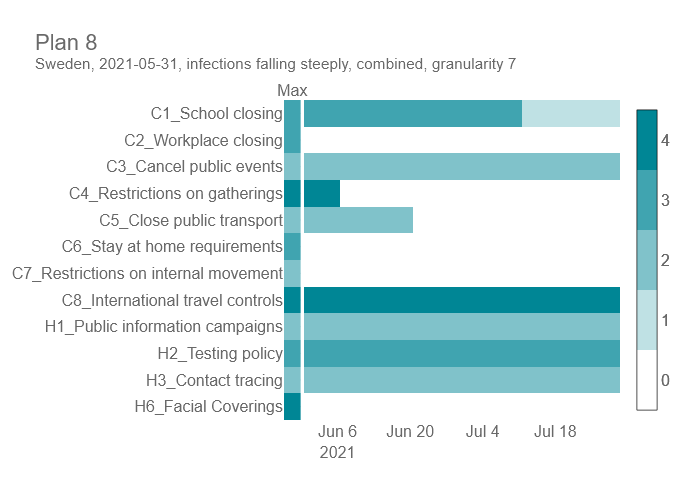 Plan 8
Sweden, 2021-05-31, infections falling steeply, combined, granularity 7
Max
C1_School closing
C2_Workplace closing
C3_Cancel public events
C4_Restrictions on gatherings
C5_Close public transport
C6_Stay at home requirements
C7_Restrictions on internal movement
C8_International travel controls
H1_Public information campaigns
H2_Testing policy
H3_Contact tracing
H6_Facial Coverings
4
3
2
1
0
Jun 6 Jun 20 Jul 4 Jul 18
2021